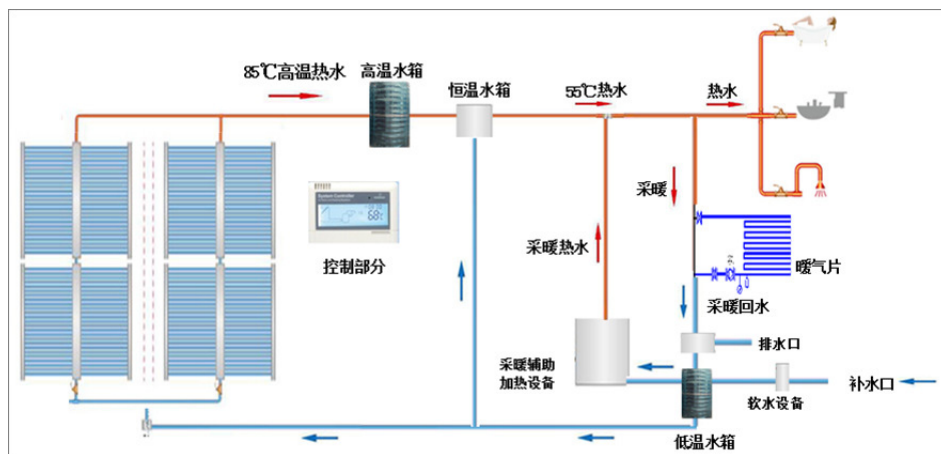 85℃高温热水
高温水箱
恒温水箱
55℃热水
热水
System Controller
68℃
控制部分
采暖
采暖热水
暖气片
采暖回水
排水口
采暖辅助
加热设备
补水口
软水设备
低温水箱